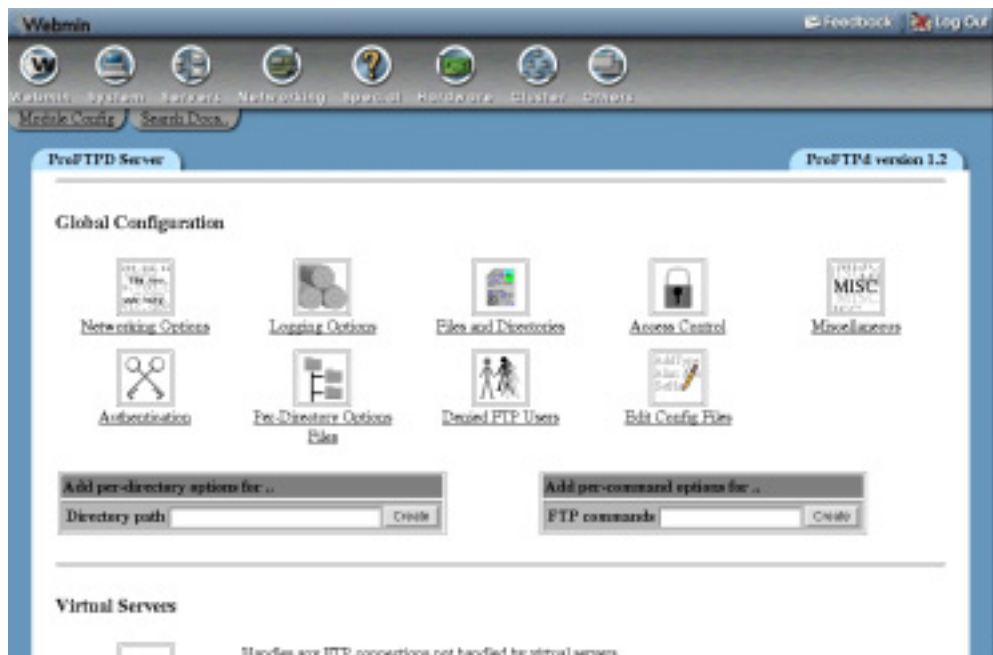 Webmin
Feedback Log Out
Webmin System Servers Networking Special Hardware Cluster Others
Module Config Search Docs..
ProFTPD Server
ProFTPd version 1.2
Global Configuration
MISC
Networking Options Logging Options Files and Directories Access Control Miscellaneous
Authentication Per-Directory Options Files Denied FTP Users Edit Config Files
Add per-directory options for ..
Add per-command options for ..
Directory path Create
FTP commands Create
Virtual Servers
Handles any FTP connections not handled by virtual servers.